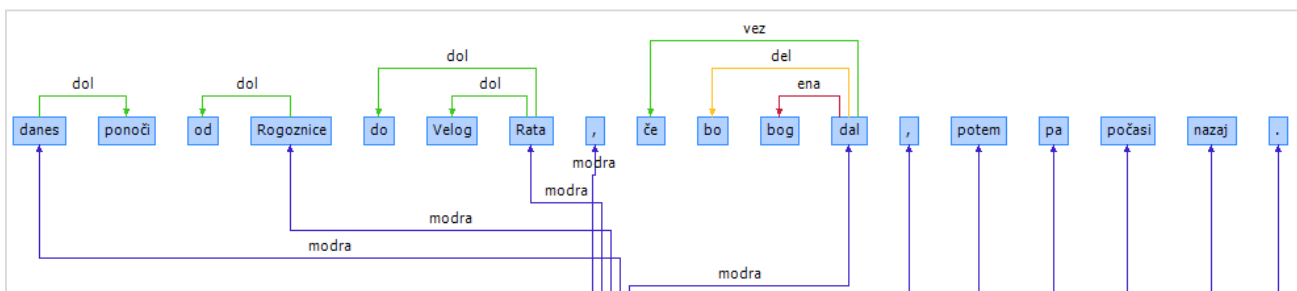 vez
dol del
dol dol dol ena
danes ponoči od Rogoznice do Velog Rata , če bo bog dal , potem pa počasi nazaj .
modra
modra
modra
modra
modra